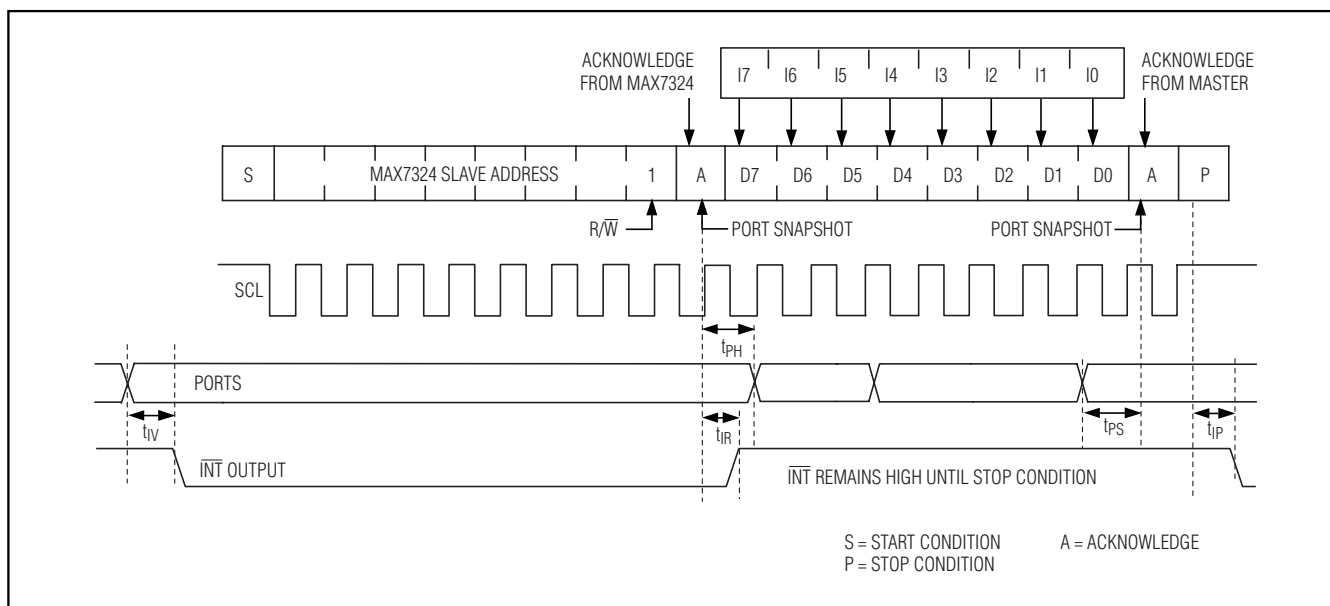 ACKNOWLEDGE
FROM MAX7324
I7 I6 I5 I4 I3 I2 I1 I0
ACKNOWLEDGE
FROM MASTER
S MAX7324 SLAVE ADDRESS 1 A D7 D6 D5 D4 D3 D2 D1 D0 A P
R/W̅ PORT SNAPSHOT PORT SNAPSHOT
SCL
tPH
PORTS
tIV tIR tPS tIP
I̅N̅T̅ OUTPUT I̅N̅T̅ REMAINS HIGH UNTIL STOP CONDITION
S = START CONDITION A = ACKNOWLEDGE
P = STOP CONDITION